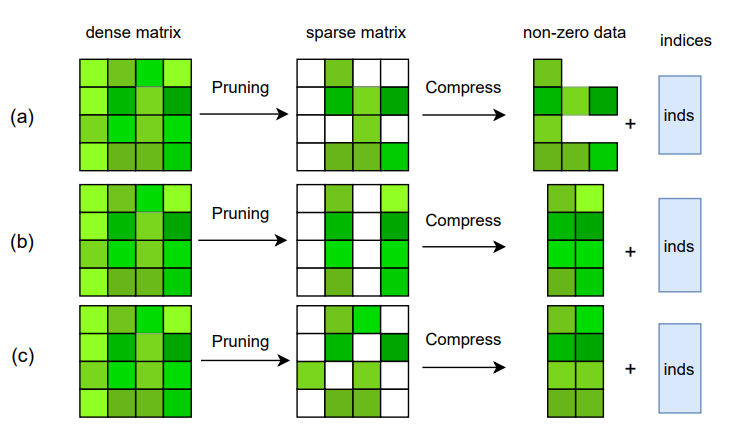 dense matrix
sparse matrix
non-zero data
indices
(a)
Pruning
Compress
+
inds
(b)
Pruning
Compress
+
inds
(c)
Pruning
Compress
+
inds